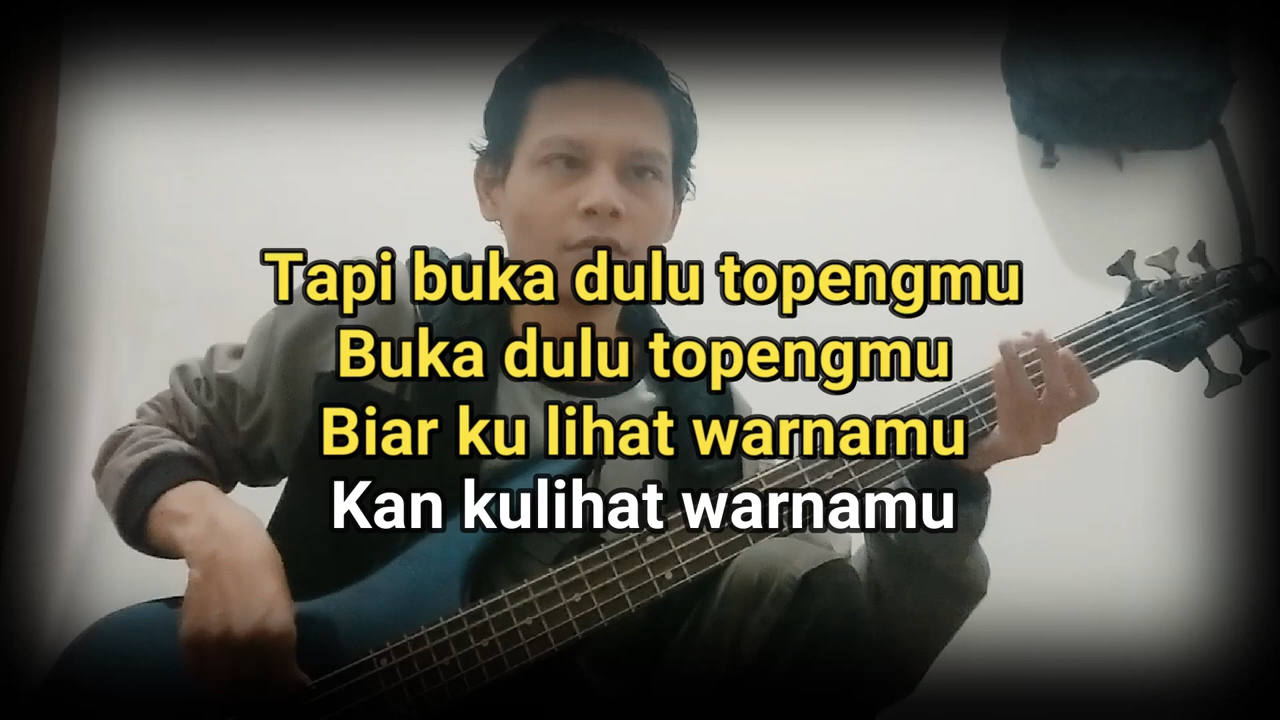 Tapi buka dulu topengmu
Buka dulu topengmu
Biar ku lihat warnamu
Kan kulihat warnamu